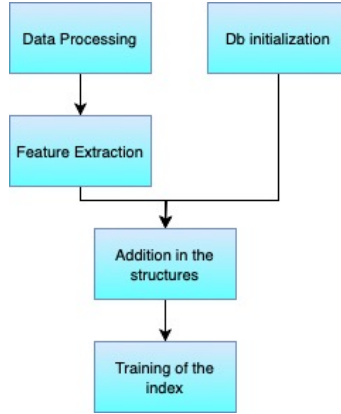 Data Processing
Db initialization
Feature Extraction
Addition in the
structures
Training of the
index